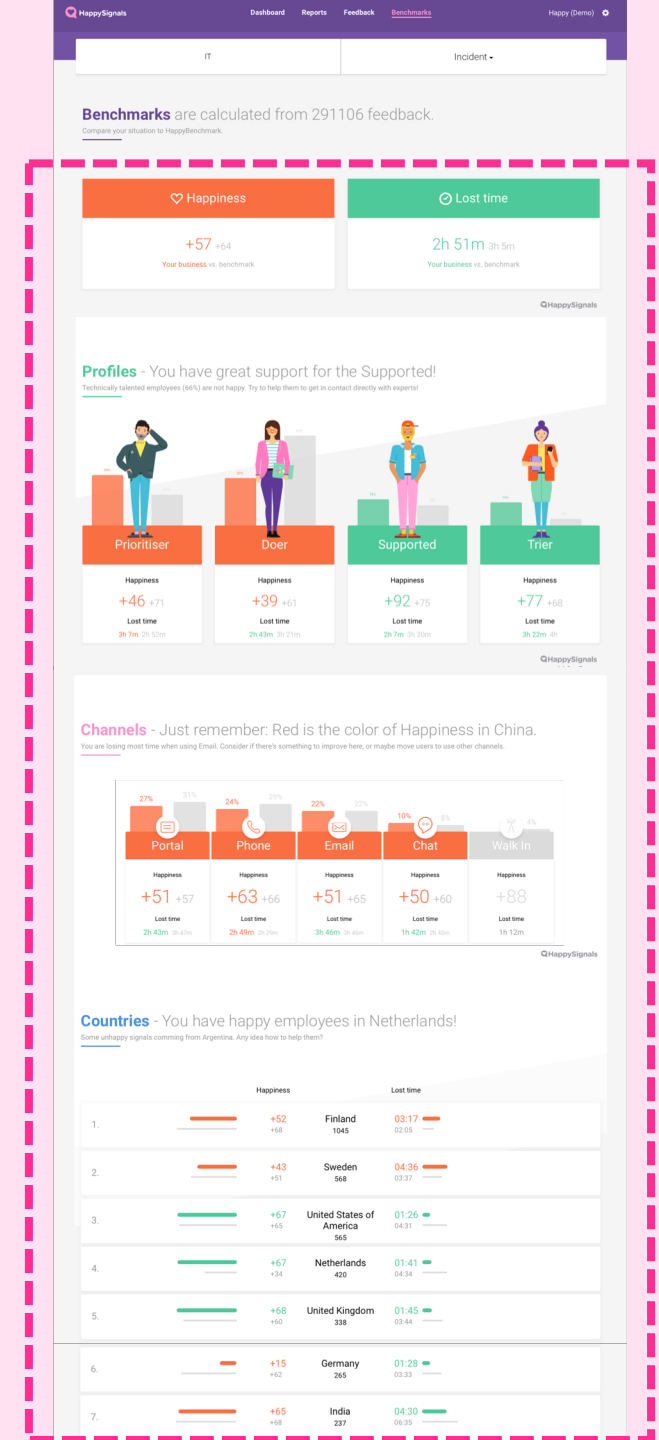 HappySignals
Dashboard Reports Feedback Benchmarks Happy (Demo)
IT Incident
Benchmarks are calculated from 291106 feedback.
Compare your situation to HappyBenchmark.
Happiness Lost time
+57 +64 2h 51m 3h 5m
Your business vs. benchmark Your business vs. benchmark
HappySignals
Profiles - You have great support for the Supported!
Technically talented employees (66%) are not happy. Try to help them to get in contact directly with experts!
Prioritiser Doer Supported Trier
Happiness Happiness Happiness Happiness
+46 +71 +39 +61 +92 +75 +77 +68
Lost time Lost time Lost time Lost time
3h 7m 2h 52m 2h 43m 3h 21m 2h 7m 3h 20m 3h 22m 4h
HappySignals
Channels - Just remember: Red is the color of Happiness in China.
You are losing most time when using Email. Consider if there's something to improve here, or maybe move users to use other channels.
27% 31% 24% 22% 22% 10% 4%
Portal Phone Email Chat Walk In
Happiness Happiness Happiness Happiness Happiness
+51 +57 +63 +66 +51 +65 +50 +60 +88
Lost time Lost time Lost time Lost time Lost time
2h 43m 3h 47m 2h 49m 2h 29m 3h 46m 1h 42m 1h 12m
HappySignals
Countries - You have happy employees in Netherlands!
Some unhappy signals comming from Argentina. Any idea how to help them?
Happiness Lost time
1. +52 Finland 03:17
+68 1045 02:05
2. +43 Sweden 04:36
+51 568 03:37
3. +67 United States of 01:26
+65 America 04:31
565
4. +67 Netherlands 01:41
+34 420 04:34
5. +68 United Kingdom 01:45
+60 338 03:44
6. +15 Germany 01:28
+62 265 03:33
7. +65 India 04:30
+68 237 06:35